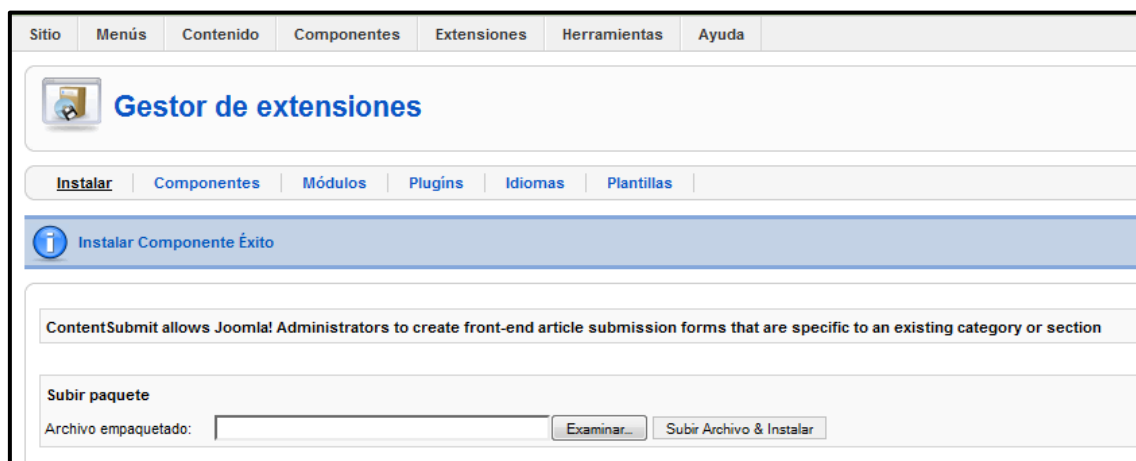 Sitio Menús Contenido Componentes Extensiones Herramientas Ayuda
Gestor de extensiones
Instalar Componentes Módulos Plugíns Idiomas Plantillas
Instalar Componente Éxito
ContentSubmit allows Joomla! Administrators to create front-end article submission forms that are specific to an existing category or section
Subir paquete
Archivo empaquetado: Examinar... Subir Archivo & Instalar